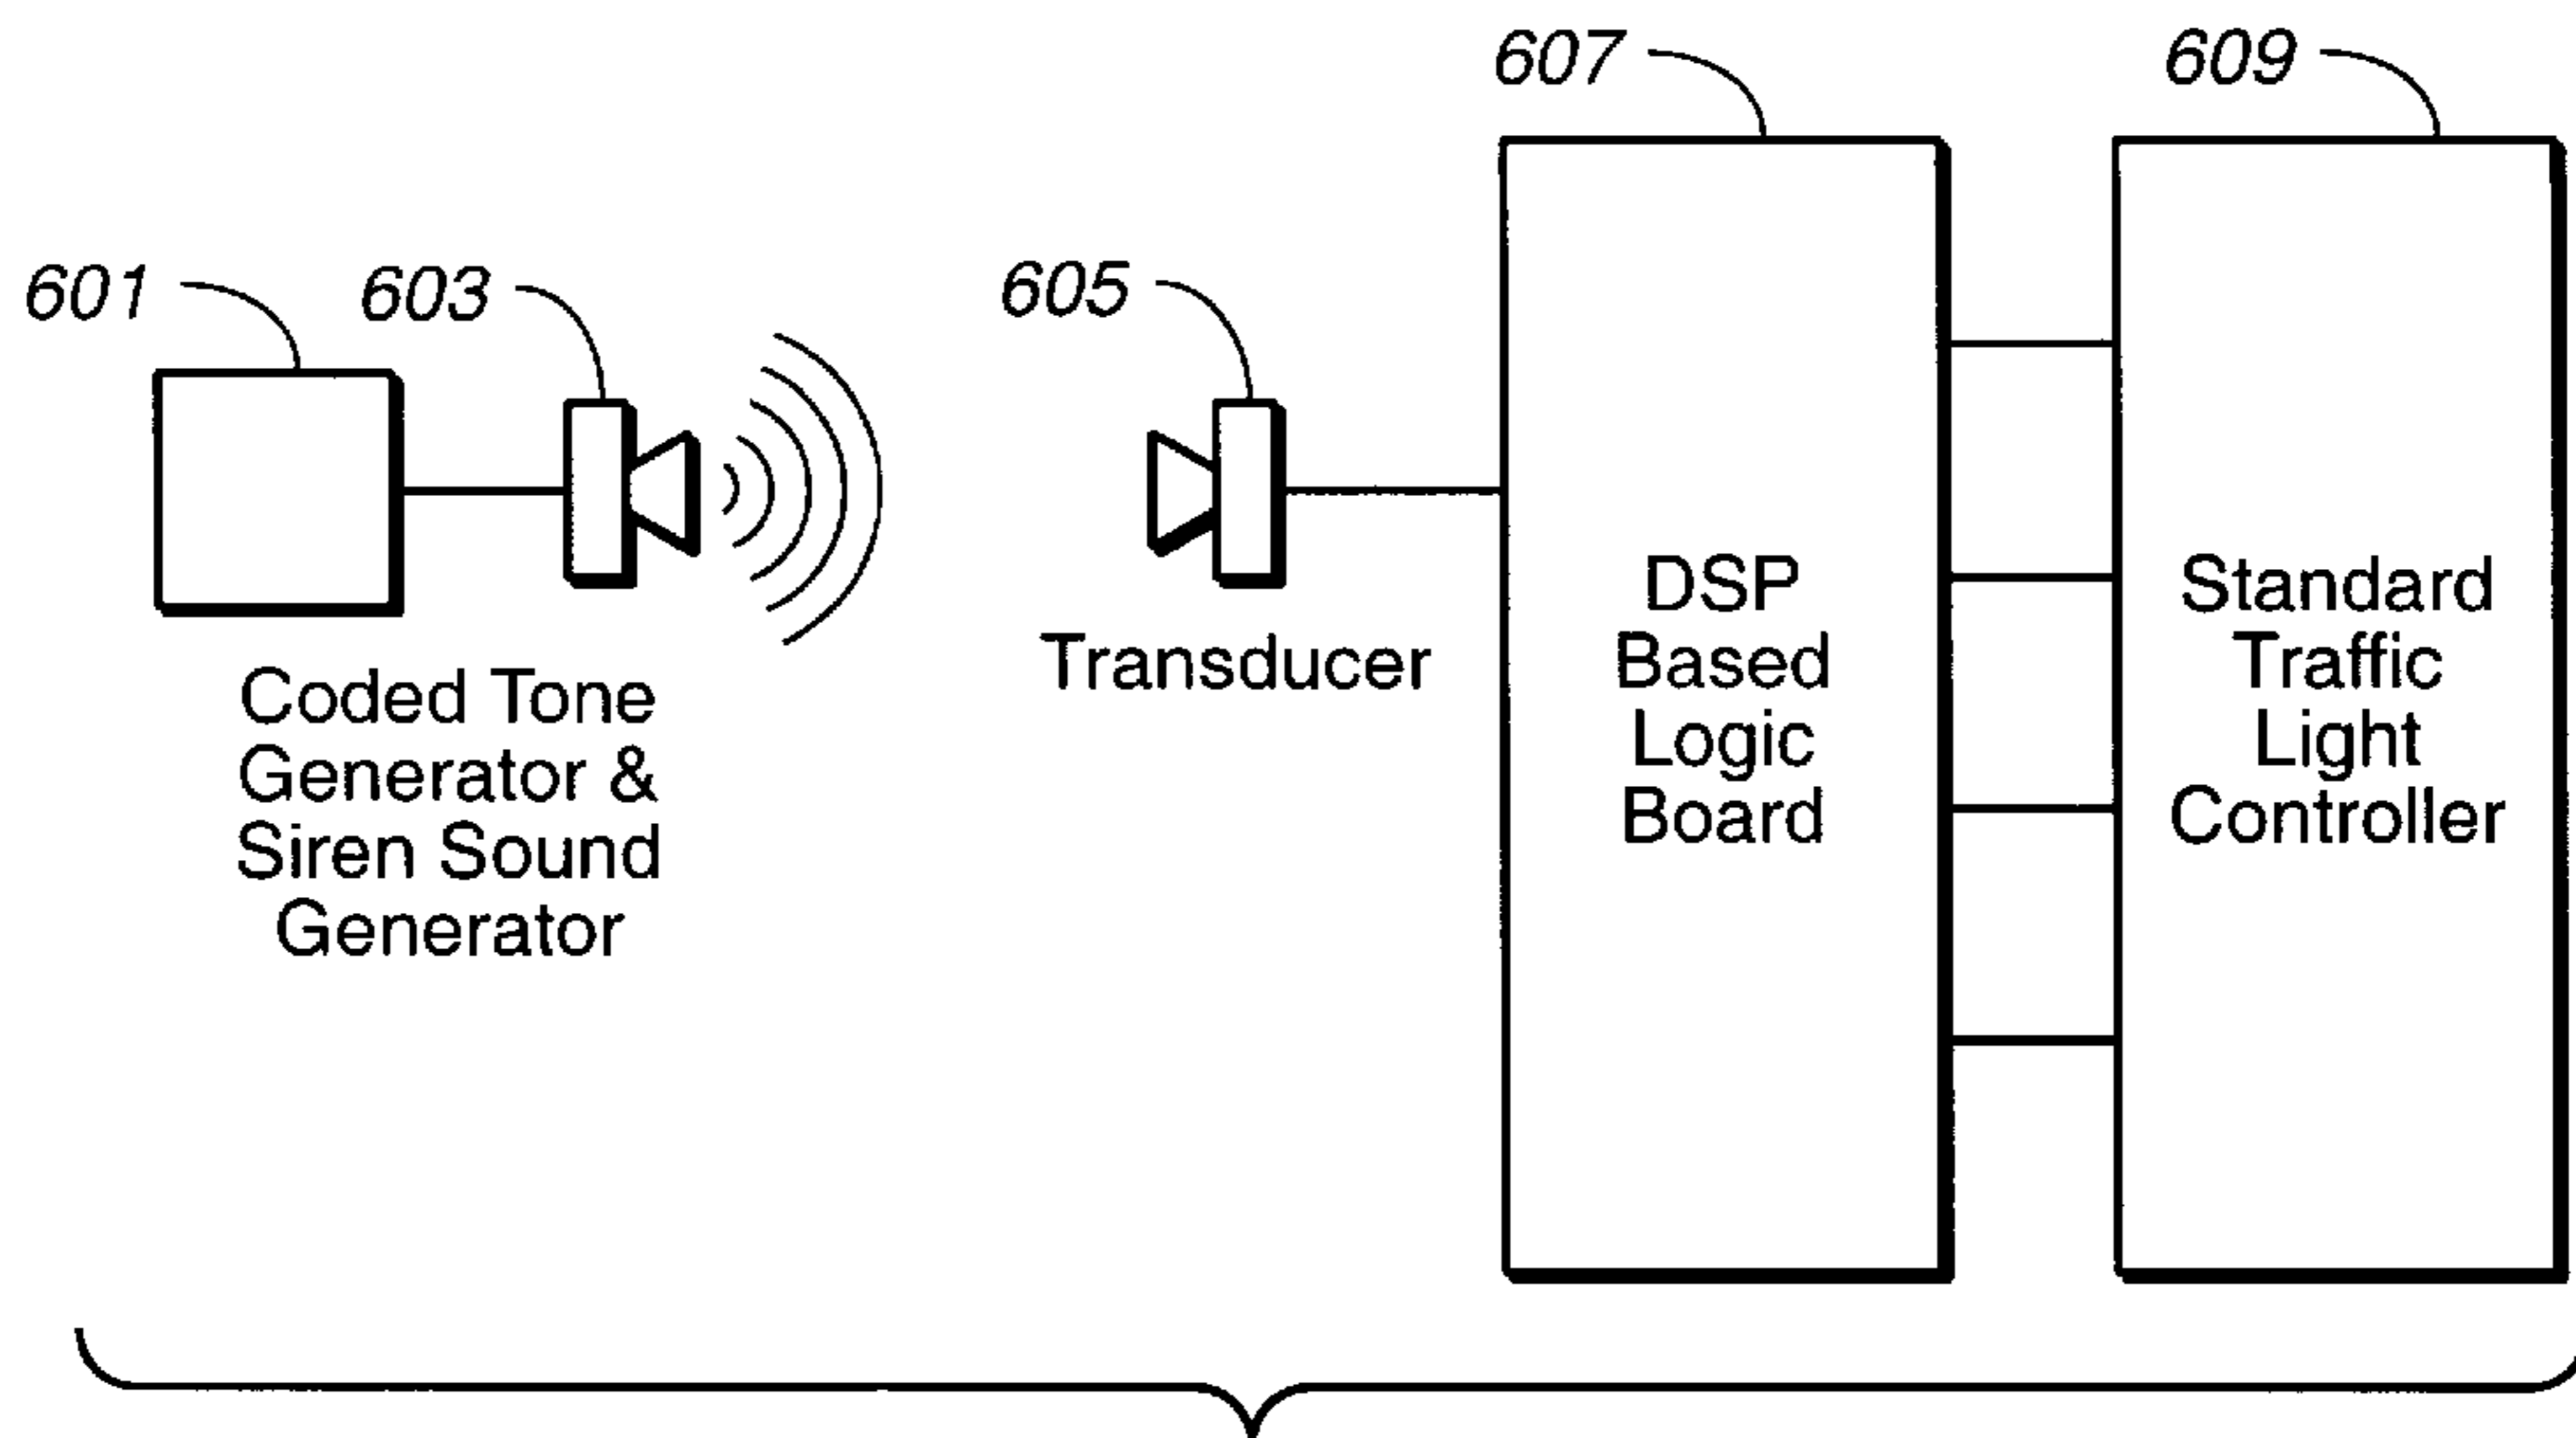 607
609
601
603
605
Coded Tone
Generator &
Siren Sound
Generator
Transducer
DSP
Based
Logic
Board
Standard
Traffic
Light
Controller